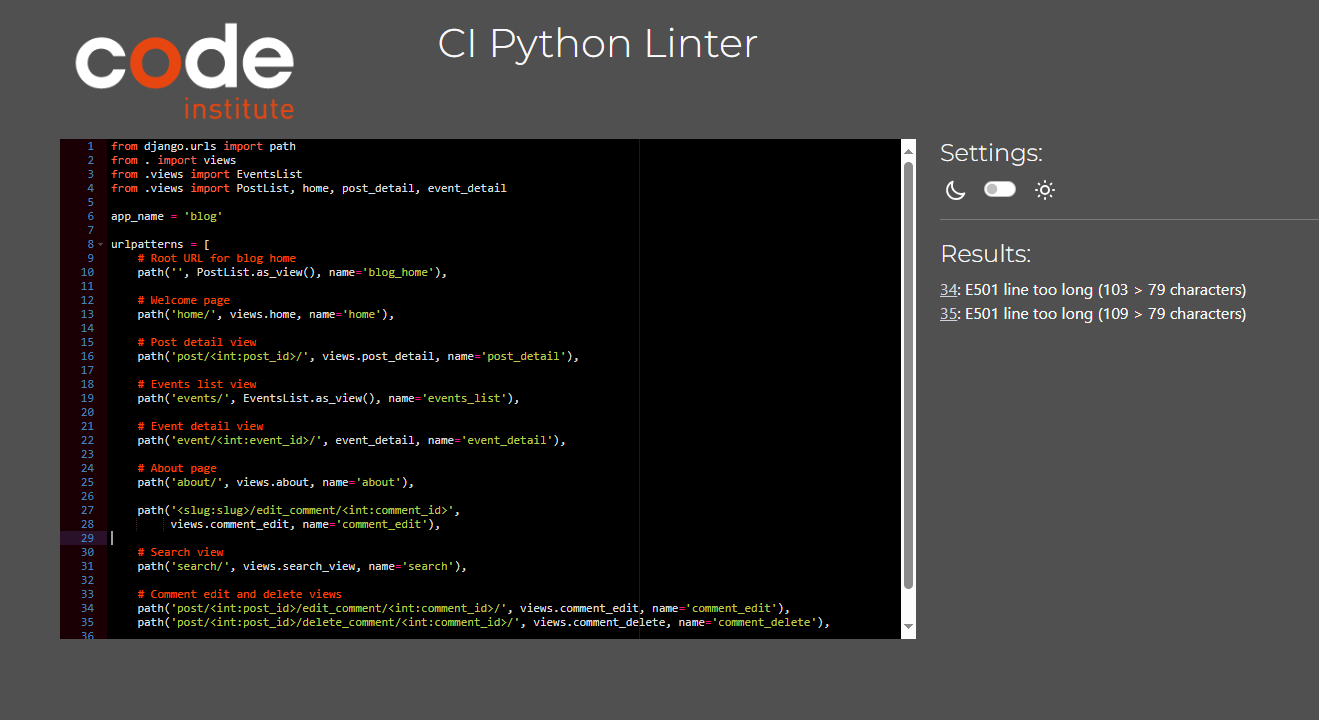 code
institute
CI Python Linter
1 from django.urls import path
2 from . import views
3 from .views import EventsList
4 from .views import PostList, home, post_detail, event_detail
5
6 app_name = 'blog'
7
8 urlpatterns = [
9     # Root URL for blog home
10     path('', PostList.as_view(), name='blog_home'),
11
12     # Welcome page
13     path('home/', views.home, name='home'),
14
15     # Post detail view
16     path('post/<int:post_id>/', views.post_detail, name='post_detail'),
17
18     # Events list view
19     path('events/', EventsList.as_view(), name='events_list'),
20
21     # Event detail view
22     path('event/<int:event_id>/', event_detail, name='event_detail'),
23
24     # About page
25     path('about/', views.about, name='about'),
26
27     path('<slug:slug>/edit_comment/<int:comment_id>',
28          views.comment_edit, name='comment_edit'),
29
30     # Search view
31     path('search/', views.search_view, name='search'),
32
33     # Comment edit and delete views
34     path('post/<int:post_id>/edit_comment/<int:comment_id>/', views.comment_edit, name='comment_edit'),
35     path('post/<int:post_id>/delete_comment/<int:comment_id>/', views.comment_delete, name='comment_delete'),
36
Settings:
Results:
34: E501 line too long (103 > 79 characters)
35: E501 line too long (109 > 79 characters)